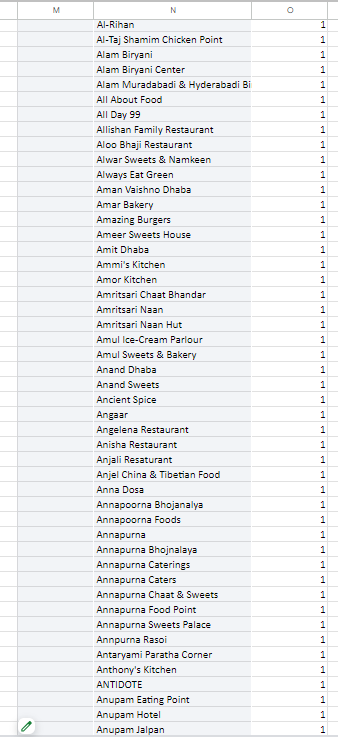 M N O
Al-Rihan 1
Al-Taj Shamim Chicken Point 1
Alam Biryani 1
Alam Biryani Center 1
Alam Muradabadi & Hyderabadi Bi 1
All About Food 1
All Day 99 1
Allishan Family Restaurant 1
Aloo Bhaji Restaurant 1
Alwar Sweets & Namkeen 1
Always Eat Green 1
Aman Vaishno Dhaba 1
Amar Bakery 1
Amazing Burgers 1
Ameer Sweets House 1
Amit Dhaba 1
Ammi's Kitchen 1
Amor Kitchen 1
Amritsari Chaat Bhandar 1
Amritsari Naan 1
Amritsari Naan Hut 1
Amul Ice-Cream Parlour 1
Amul Sweets & Bakery 1
Anand Dhaba 1
Anand Sweets 1
Ancient Spice 1
Angaar 1
Angelena Restaurant 1
Anisha Restaurant 1
Anjali Resaturant 1
Anjel China & Tibetian Food 1
Anna Dosa 1
Annapoorna Bhojanalya 1
Annapoorna Foods 1
Annapurna 1
Annapurna Bhojnalaya 1
Annapurna Caterings 1
Annapurna Caters 1
Annapurna Chaat & Sweets 1
Annapurna Food Point 1
Annapurna Sweets Palace 1
Annpurna Rasoi 1
Antaryami Paratha Corner 1
Anthony's Kitchen 1
ANTIDOTE 1
Anupam Eating Point 1
Anupam Hotel 1
Anupam Jalpan 1